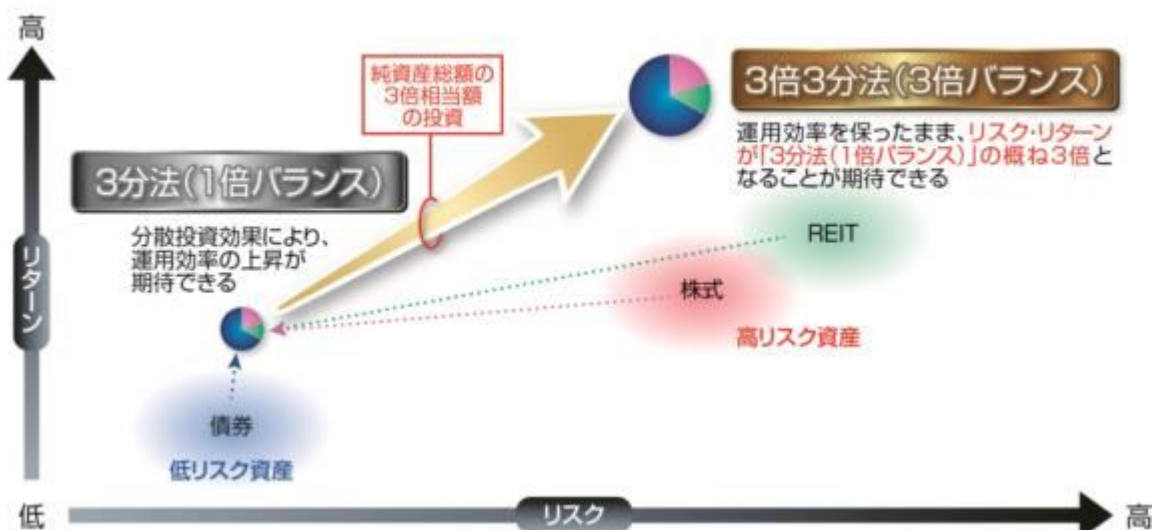 高
純資産総額の
3倍相当額
の投資
3倍3分法(3倍バランス)
運用効率を保ったまま、リスク・リターン
が「3分法(1倍バランス)」の概ね3倍と
なることが期待できる
3分法(1倍バランス)
分散投資効果により、
運用効率の上昇が
期待できる
リターン
REIT
株式
高リスク資産
債券
低リスク資産
低
リスク
高